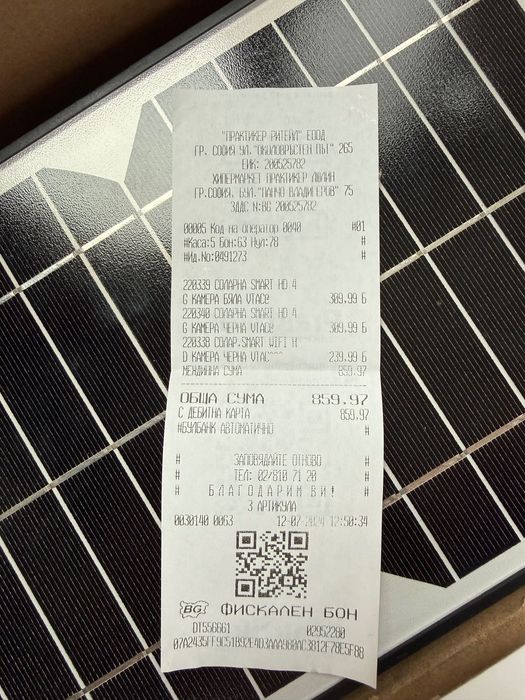 "ПРАКТИКЕР РИТЕЙЛ" ЕООД
ГР. СОФИЯ УЛ."ОКОЛОВРЪСТЕН ПЪТ" 265
ЕИК: 200525782
ХИПЕРМАРКЕТ ПРАКТИКЕР ЛЮЛИН
ГР.СОФИЯ, БУЛ."ПАНЧО ВЛАДИГЕРОВ" 75
ЗДДС N:BG 200525782
00005 Код на оператор 0040 #01
#Каса:5 Бон:63 Нул:78 #
#Ид.No:0491273 #
220339 СОЛАРНА SMART HD 4
G КАМЕРА БЯЛА VTAC@ 309.99 Б
220340 СОЛАРНА SMART HD 4
G КАМЕРА ЧЕРНА VTAC@ 309.99 Б
220338 СОЛАР.SMART WIFI H
D КАМЕРА ЧЕРНА VTAC^^^ 239.99 Б
МЕЖДИННА СУМА 859.97
ОБЩА СУМА 859.97
С ДЕБИТНА КАРТА 859.97
#БУЛБАНК АВТОМАТИЧНО #
# ЗАПОВЯДАЙТЕ ОТНОВО #
# ТЕЛ: 02/810 71 20 #
# Б Л А Г О Д А Р И М В И ! #
3 АРТИКУЛА
0030140 0063 12-07-2024 12:50:34
BG ФИСКАЛЕН БОН
DT556661 02952280